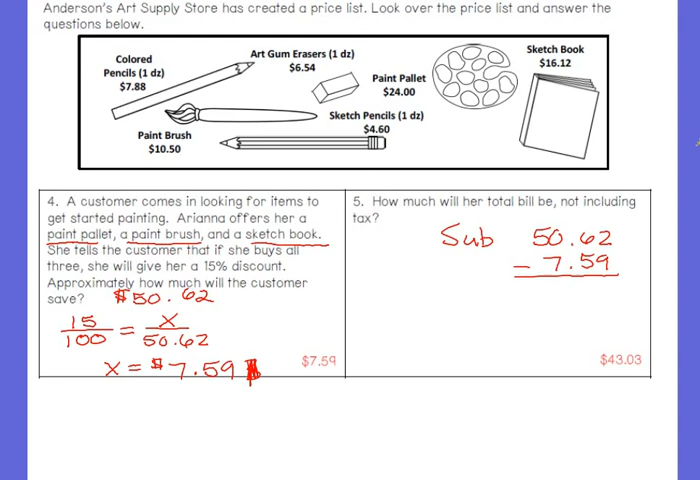 Anderson's Art Supply Store has created a price list. Look over the price list and answer the
questions below.
Colored
Pencils (1 dz)
$7.88
Art Gum Erasers (1 dz)
$6.54
Paint Pallet
$24.00
Sketch Book
$16.12
Sketch Pencils (1 dz)
$4.60
Paint Brush
$10.50
4. A customer comes in looking for items to
get started painting. Arianna offers her a
paint pallet, a paint brush, and a sketch book.
She tells the customer that if she buys all
three, she will give her a 15% discount.
Approximately how much will the customer
save? $50.62
15/100 = x/50.62
x = $7.59
$7.59
5. How much will her total bill be, not including
tax?
Sub 50.62
- 7.59
$43.03